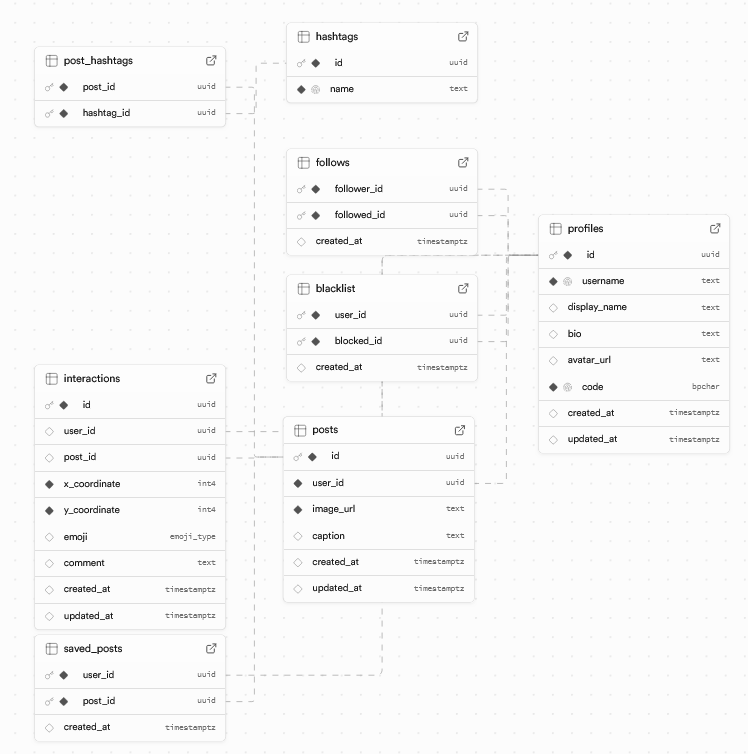 post_hashtags
post_id uuid
hashtag_id uuid
hashtags
id uuid
name text
follows
follower_id uuid
followed_id uuid
created_at timestamptz
blacklist
user_id uuid
blocked_id uuid
created_at timestamptz
profiles
id uuid
username text
display_name text
bio text
avatar_url text
code bpchar
created_at timestamptz
updated_at timestamptz
interactions
id uuid
user_id uuid
post_id uuid
x_coordinate int4
y_coordinate int4
emoji emoji_type
comment text
created_at timestamptz
updated_at timestamptz
posts
id uuid
user_id uuid
image_url text
caption text
created_at timestamptz
updated_at timestamptz
saved_posts
user_id uuid
post_id uuid
created_at timestamptz